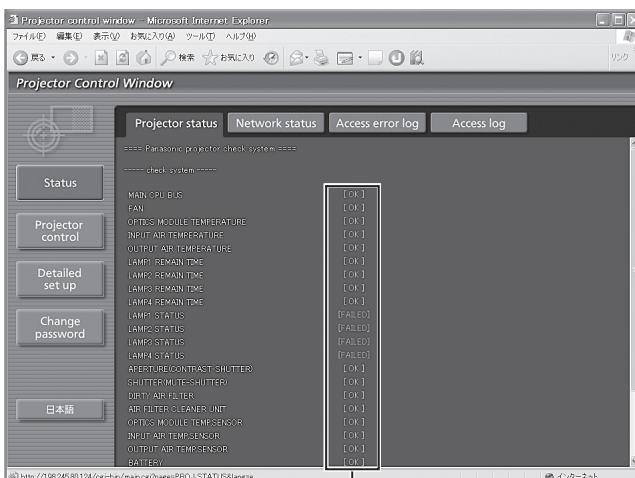 Projector control window - Microsoft Internet Explorer
ファイル(F) 編集(E) 表示(V) お気に入り(A) ツール(T) ヘルプ(H)
戻る 検索 お気に入り リンク
Projector Control Window
Projector status Network status Access error log Access log
==== Panasonic projector check system ====
----- check system -----
MAIN CPU BUS [ OK ]
FAN [ OK ]
OPTICS MODULE TEMPERATURE [ OK ]
INPUT AIR TEMPERATURE [ OK ]
OUTPUT AIR TEMPERATURE [ OK ]
LAMP1 REMAIN TIME [ OK ]
LAMP2 REMAIN TIME [ OK ]
LAMP3 REMAIN TIME [ OK ]
LAMP4 REMAIN TIME [ OK ]
LAMP1 STATUS [FAILED]
LAMP2 STATUS [FAILED]
LAMP3 STATUS [FAILED]
LAMP4 STATUS [FAILED]
APERTURE(CONTRAST-SHUTTER) [ OK ]
SHUTTER(MUTE-SHUTTER) [ OK ]
DIRTY AIR FILTER [ OK ]
AIR FILTER CLEANER UNIT [ OK ]
OPTICS MODULE TEMP.SENSOR [ OK ]
INPUT AIR TEMP.SENSOR [ OK ]
OUTPUT AIR TEMP.SENSOR [ OK ]
BATTERY [ OK ]
Status
Projector
control
Detailed
set up
Change
password
日本語
インターネット